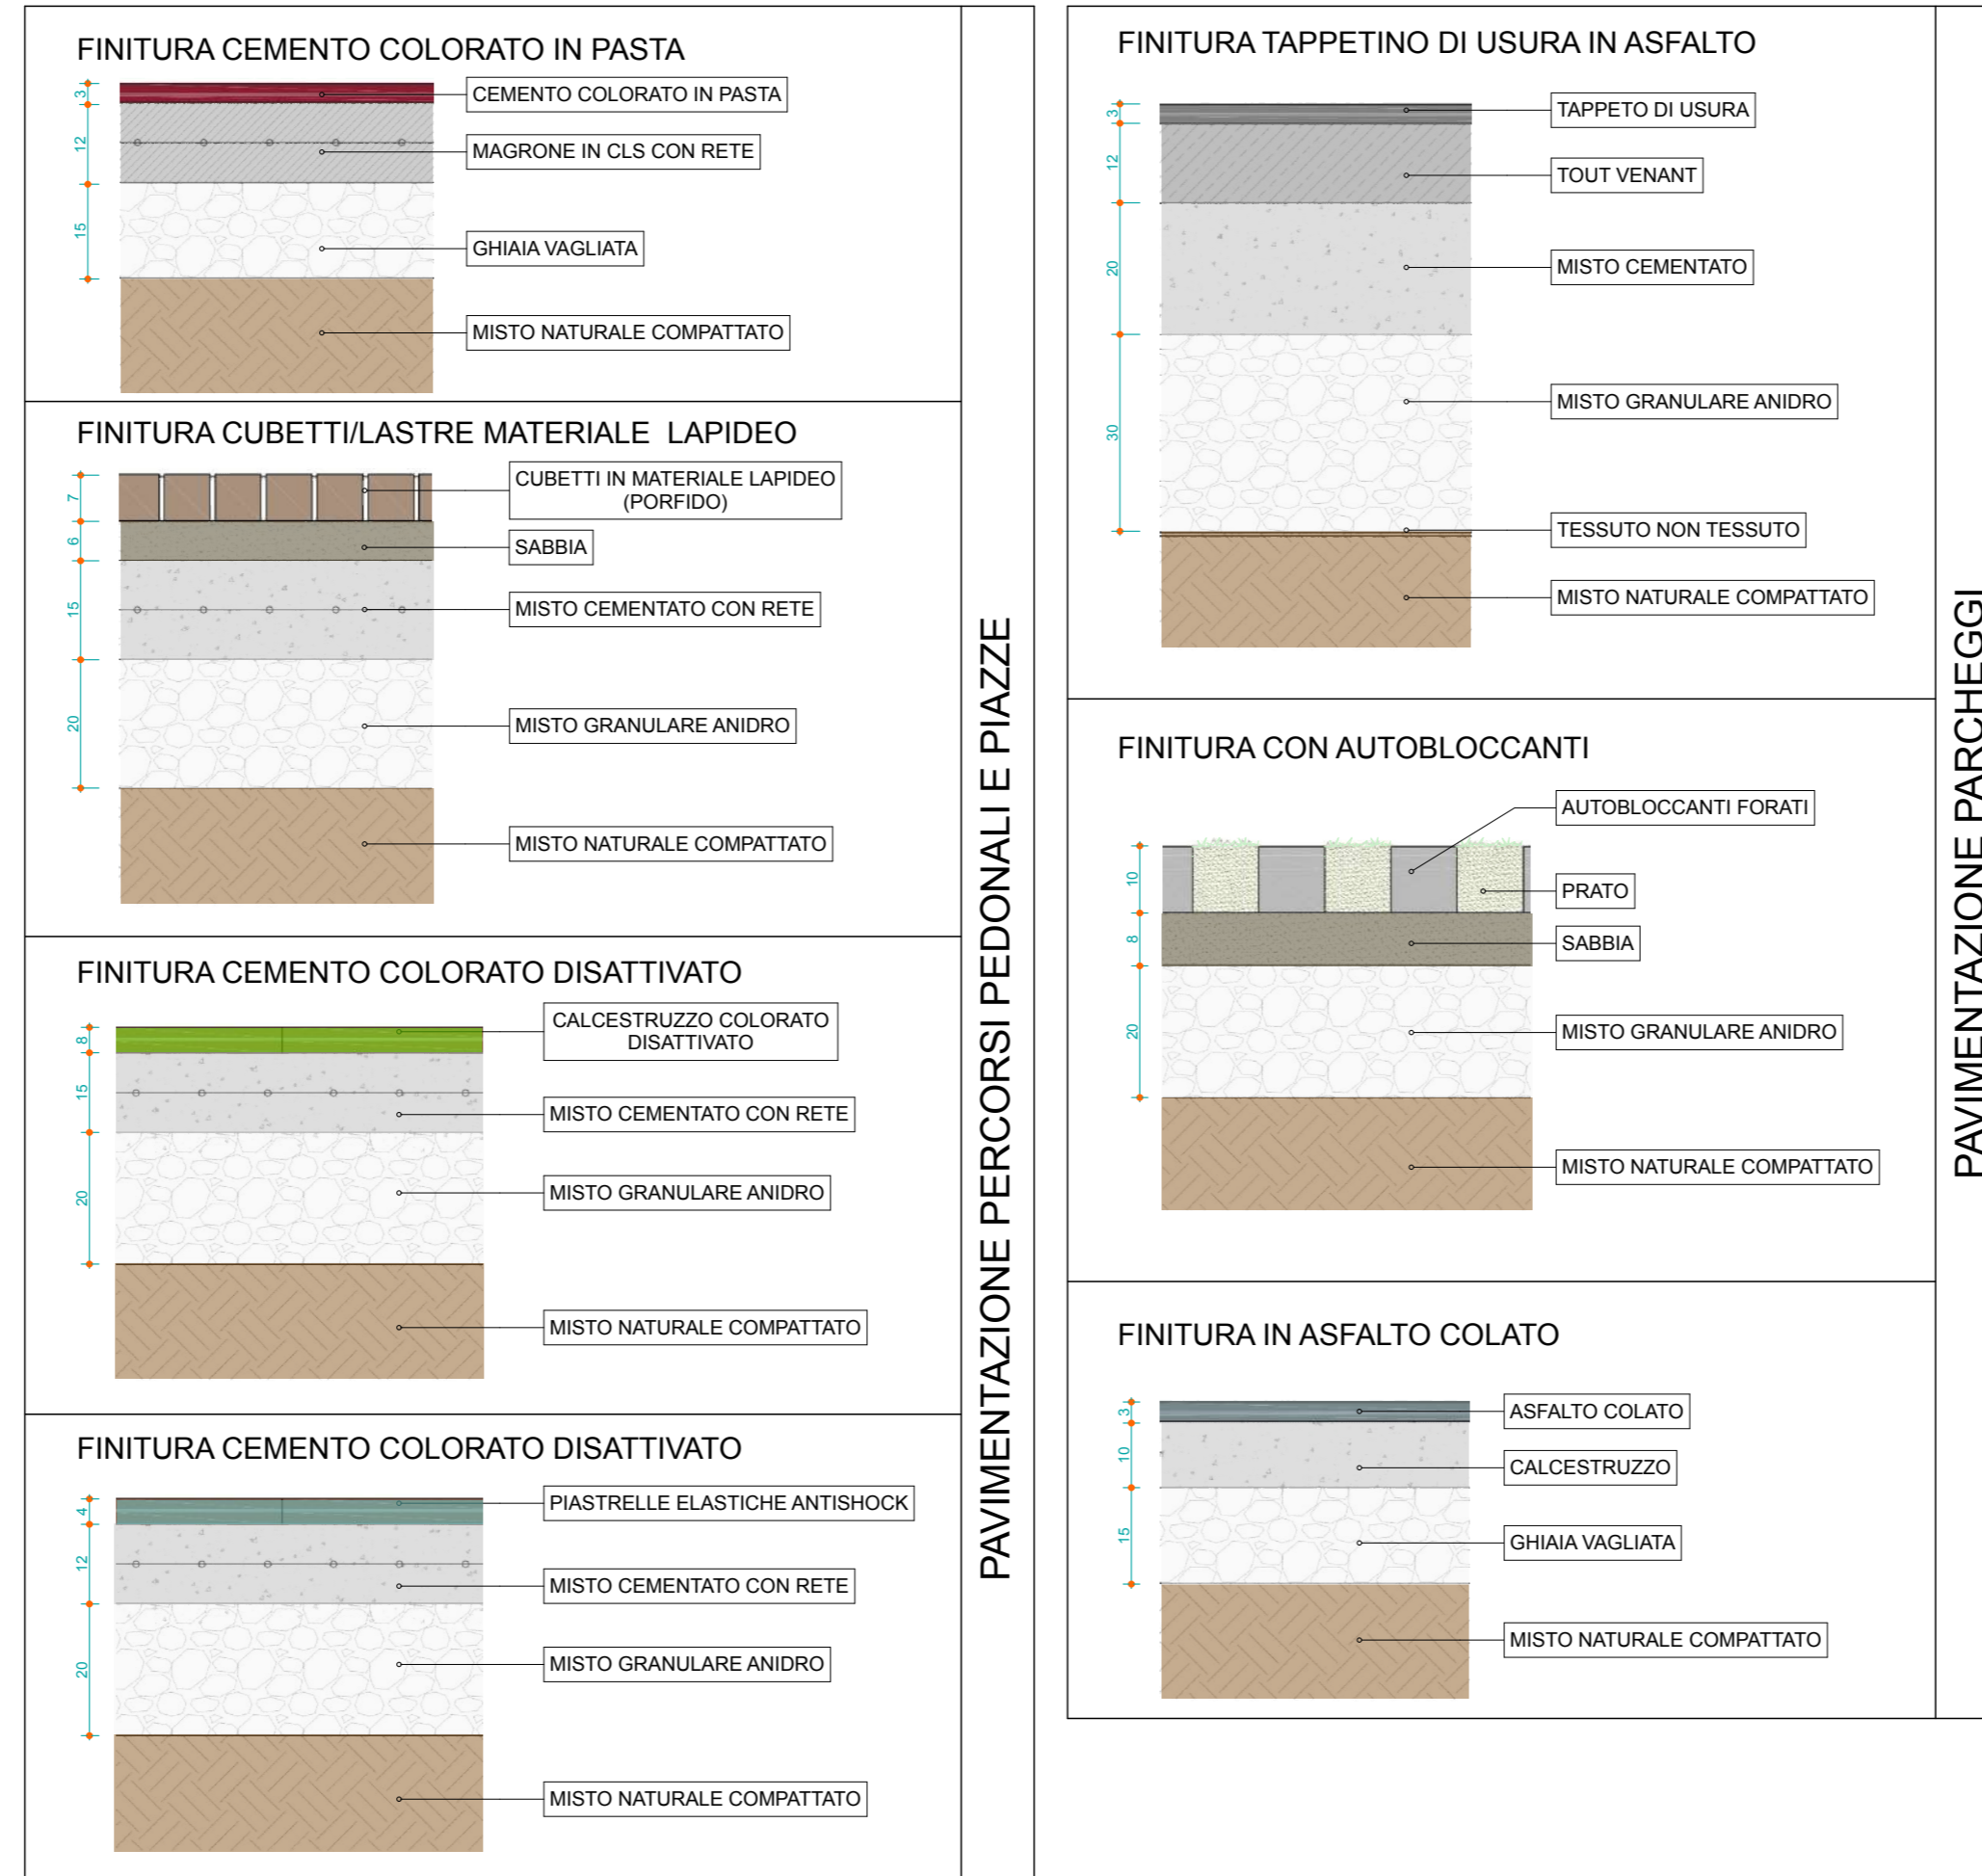 FINITURA CEMENTO COLORATO IN PASTA
3
CEMENTO COLORATO IN PASTA
12
MAGRONE IN CLS CON RETE
15
GHIAIA VAGLIATA
MISTO NATURALE COMPATTATO
FINITURA CUBETTI/LASTRE MATERIALE LAPIDEO
7
CUBETTI IN MATERIALE LAPIDEO
(PORFIDO)
6
SABBIA
15
MISTO CEMENTATO CON RETE
20
MISTO GRANULARE ANIDRO
MISTO NATURALE COMPATTATO
FINITURA CEMENTO COLORATO DISATTIVATO
8
CALCESTRUZZO COLORATO
DISATTIVATO
15
MISTO CEMENTATO CON RETE
20
MISTO GRANULARE ANIDRO
MISTO NATURALE COMPATTATO
FINITURA CEMENTO COLORATO DISATTIVATO
4
PIASTRELLE ELASTICHE ANTISHOCK
12
MISTO CEMENTATO CON RETE
20
MISTO GRANULARE ANIDRO
MISTO NATURALE COMPATTATO
PAVIMENTAZIONE PERCORSI PEDONALI E PIAZZE
FINITURA TAPPETINO DI USURA IN ASFALTO
3
TAPPETO DI USURA
12
TOUT VENANT
20
MISTO CEMENTATO
30
MISTO GRANULARE ANIDRO
TESSUTO NON TESSUTO
MISTO NATURALE COMPATTATO
FINITURA CON AUTOBLOCCANTI
AUTOBLOCCANTI FORATI
10
PRATO
8
SABBIA
20
MISTO GRANULARE ANIDRO
MISTO NATURALE COMPATTATO
FINITURA IN ASFALTO COLATO
3
ASFALTO COLATO
10
CALCESTRUZZO
15
GHIAIA VAGLIATA
MISTO NATURALE COMPATTATO
PAVIMENTAZIONE PARCHEGGI